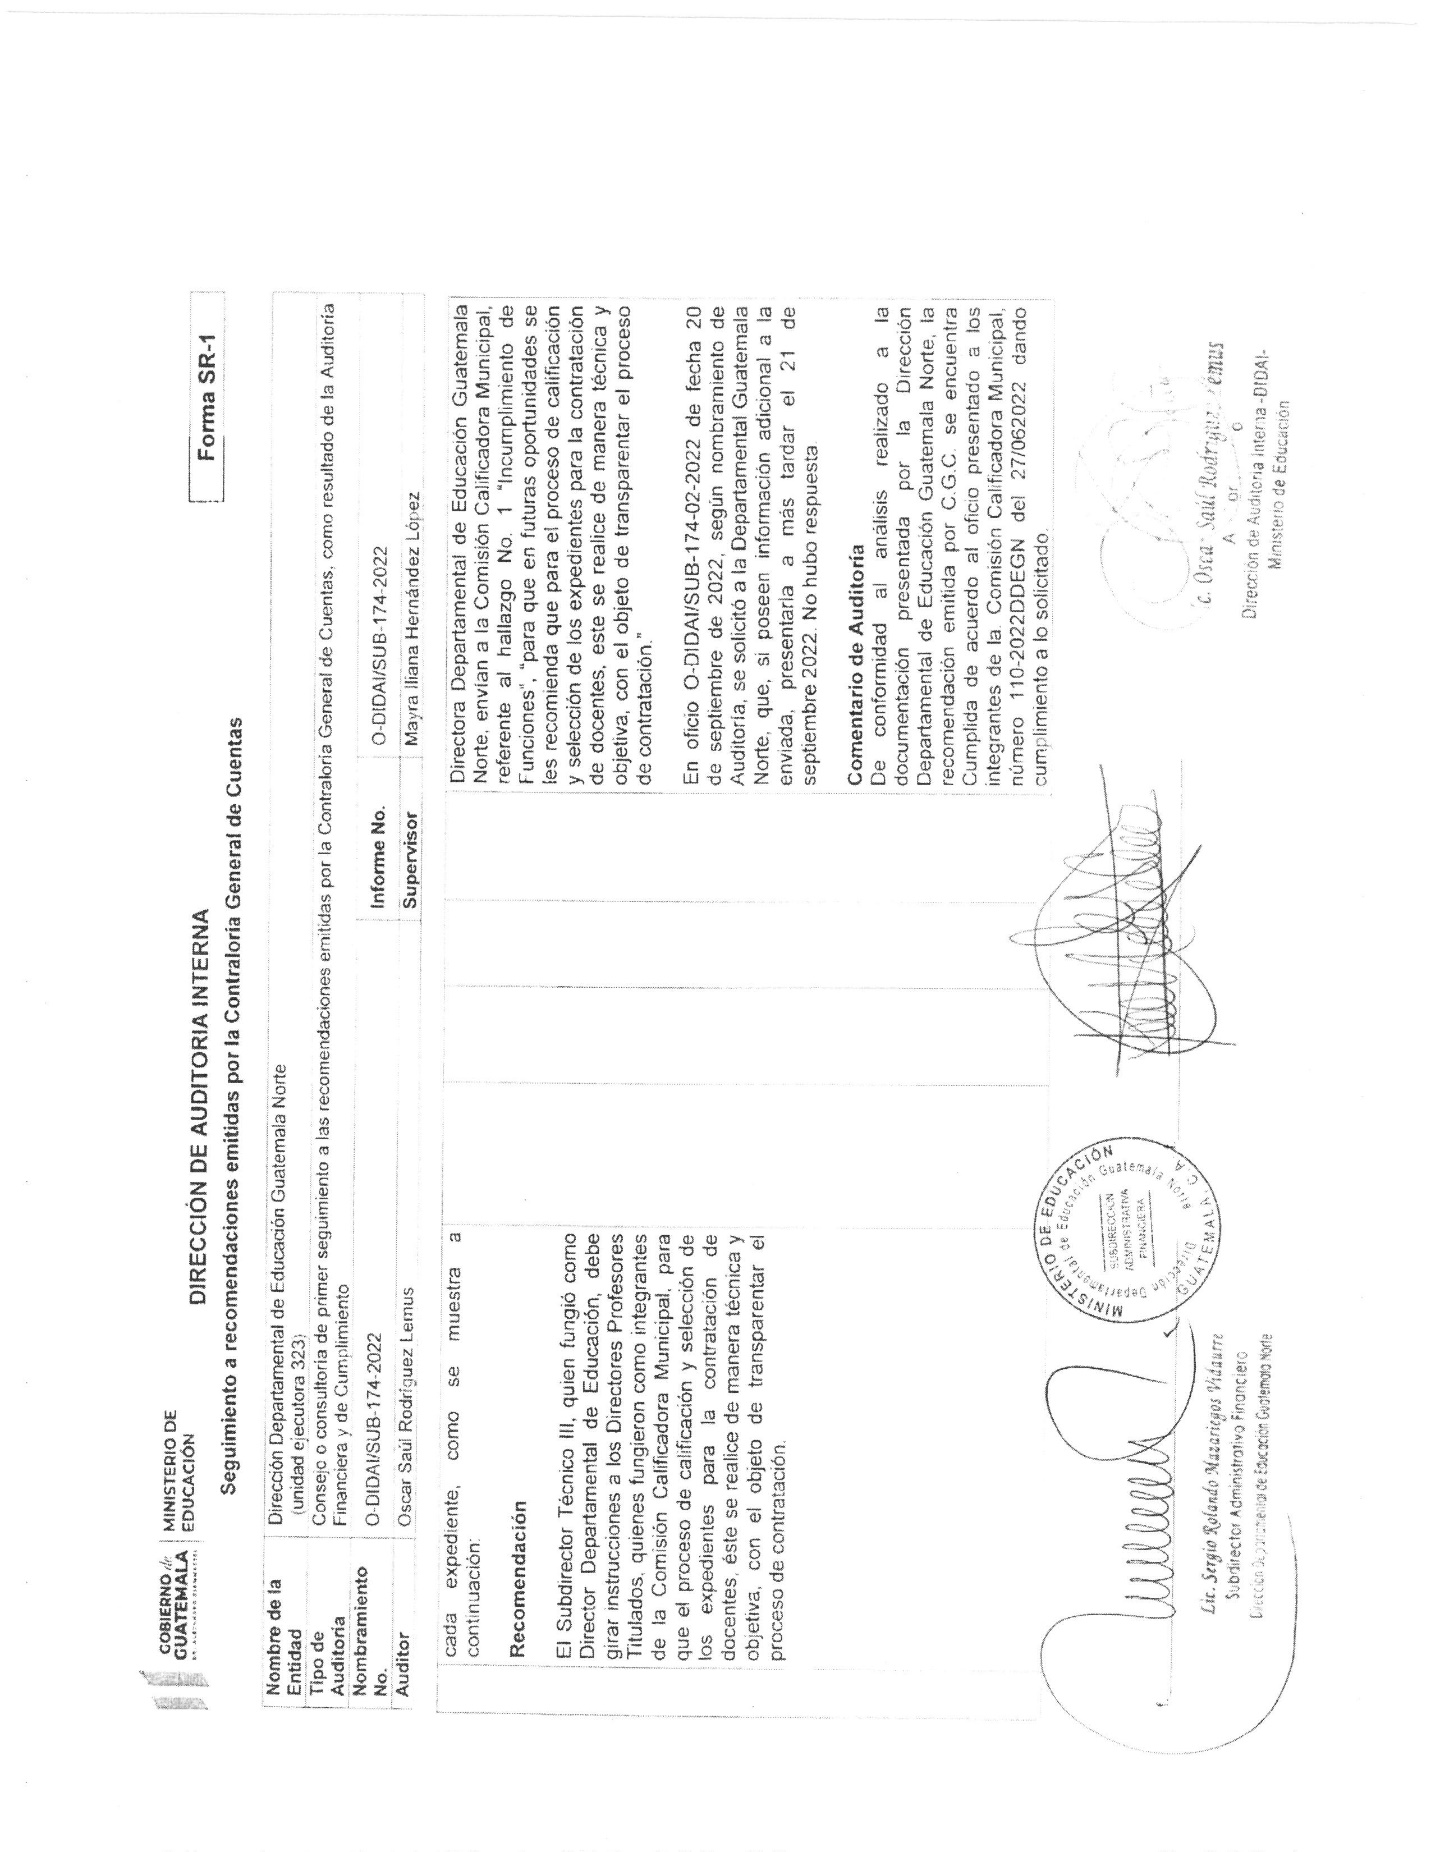 GOBIERNO de
GUATEMALA
MINISTERIO DE
EDUCACIÓN
DIRECCIÓN DE AUDITORIA INTERNA
Forma SR-1
Seguimiento a recomendaciones emitidas por la Contraloría General de Cuentas
Nombre de la
Entidad
Dirección Departamental de Educación Guatemala Norte
(unidad ejecutora 323)
Tipo de
Auditoría
Consejo o consultoría de primer seguimiento a las recomendaciones emitidas por la Contraloría General de Cuentas, como resultado de la Auditoría
Financiera y de Cumplimiento
Nombramiento
No.
O-DIDAI/SUB-174-2022
Informe No.
O-DIDAI/SUB-174-2022
Auditor
Oscar Saúl Rodríguez Lemus
Supervisor
Mayra Iliana Hernández López
cada expediente, como se muestra a
continuación:
Recomendación
El Subdirector Técnico III, quien fungió como
Director Departamental de Educación, debe
girar instrucciones a los Directores Profesores
Titulados, quienes fungieron como integrantes
de la Comisión Calificadora Municipal, para
que el proceso de calificación y selección de
los expedientes para la contratación de
docentes, éste se realice de manera técnica y
objetiva, con el objeto de transparentar el
proceso de contratación.
Directora Departamental de Educación Guatemala
Norte, envían a la Comisión Calificadora Municipal,
referente al hallazgo No. 1 "Incumplimiento de
Funciones", "para que en futuras oportunidades se
les recomienda que para el proceso de calificación
y selección de los expedientes para la contratación
de docentes, este se realice de manera técnica y
objetiva, con el objeto de transparentar el proceso
de contratación."
En oficio O-DIDAI/SUB-174-02-2022 de fecha 20
de septiembre de 2022, según nombramiento de
Auditoría, se solicitó a la Departamental Guatemala
Norte, que, si poseen información adicional a la
enviada, presentarla a más tardar el 21 de
septiembre 2022. No hubo respuesta.
Comentario de Auditoría
De conformidad al análisis realizado a la
documentación presentada por la Dirección
Departamental de Educación Guatemala Norte, la
recomendación emitida por C.G.C. se encuentra
Cumplida de acuerdo al oficio presentado a los
integrantes de la. Comisión Calificadora Municipal,
número 110-2022DDEGN del 27/062022 dando
cumplimiento a lo solicitado.
Lic. Sergio Rolando Mazariegos Vidaurre
Subdirector Administrativo Financiero
Dirección Departamental de Educación Guatemala Norte
MINISTERIO DE EDUCACIÓN
Dirección Departamental de Educación Guatemala Norte
SUBDIRECCION
ADMINISTRATIVA
FINANCIERA
GUATEMALA, C.A.
Saúl Rodríguez
Dirección de Auditoria Interna -DIDAI-
Ministerio de Educación